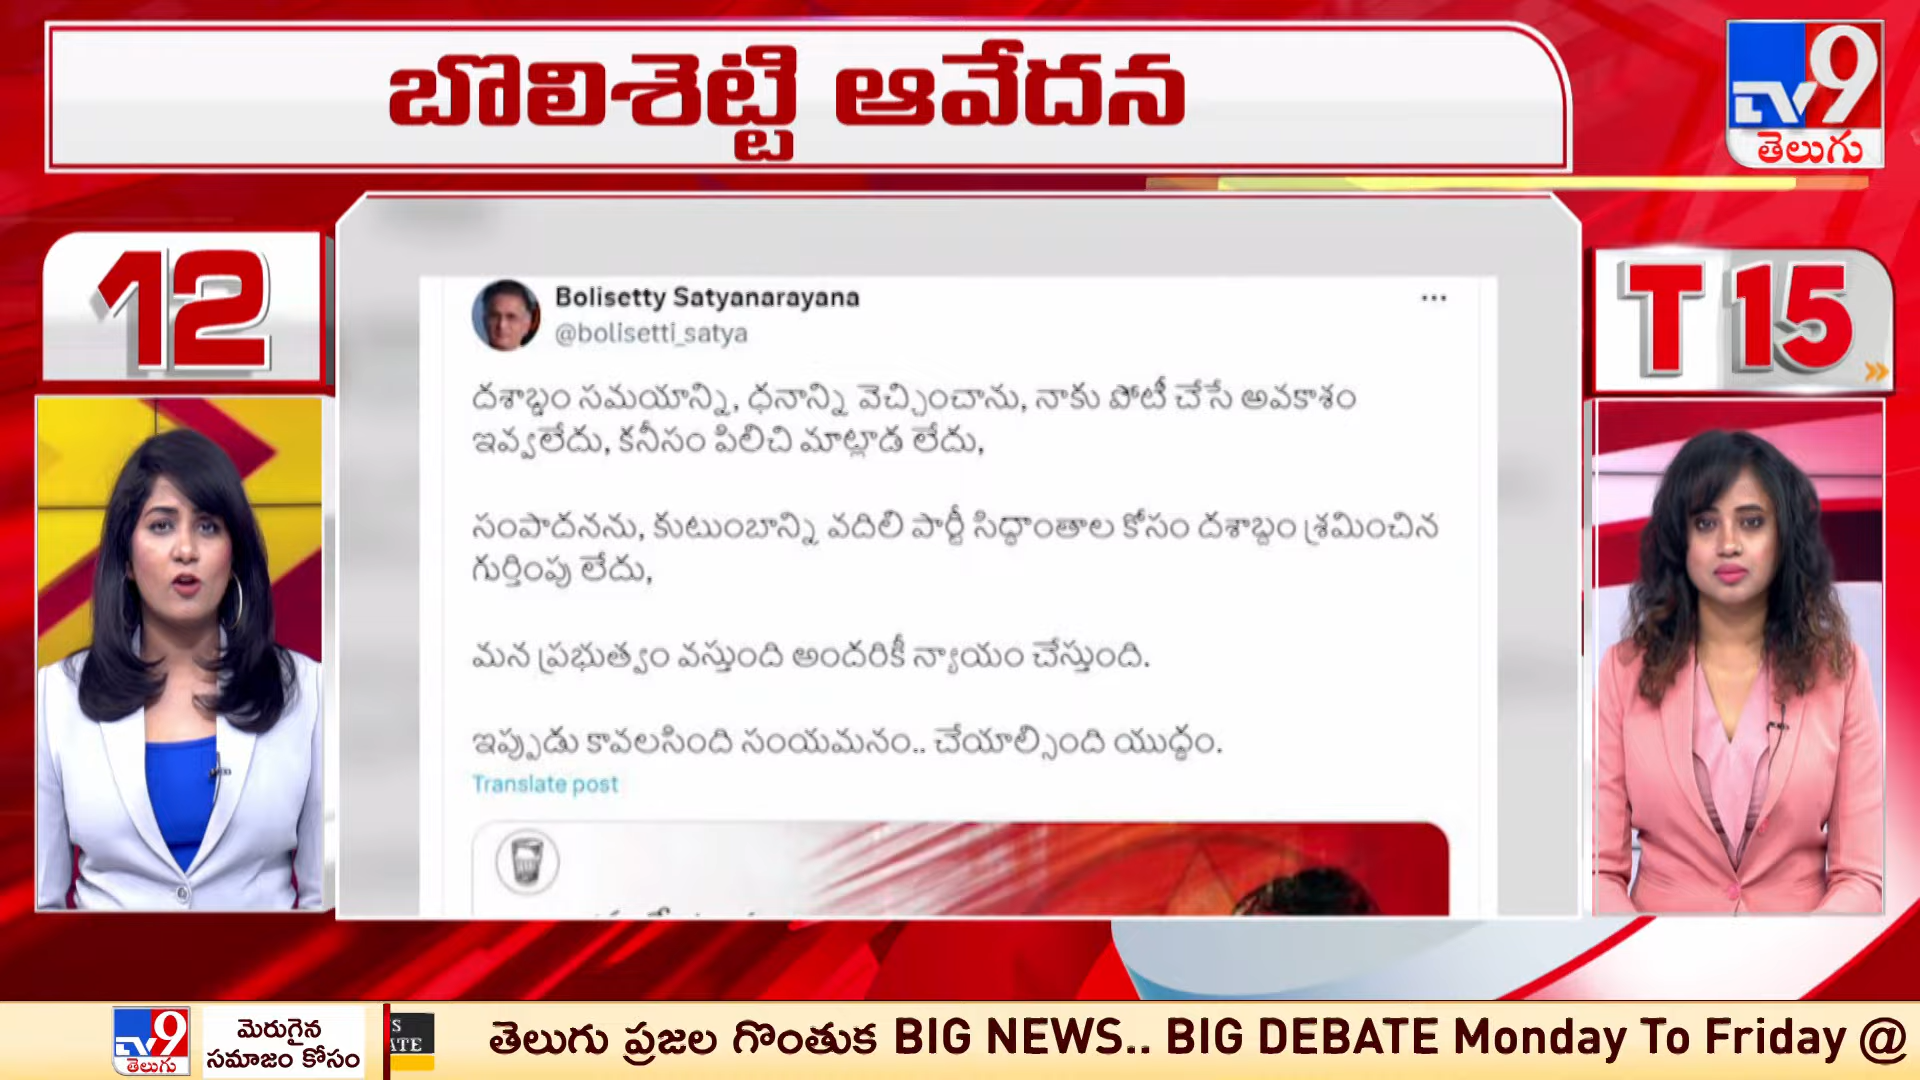 బొలిశెట్టి ఆవేదన
TV9
తెలుగు
12
T 15
Bolisetty Satyanarayana
@bolisetti_satya
దశాబ్దం సమయాన్ని, ధనాన్ని వెచ్చించాను, నాకు పోటీ చేసే అవకాశం
ఇవ్వలేదు, కనీసం పిలిచి మాట్లాడ లేదు,
సంపాదనను, కుటుంబాన్ని వదిలి పార్టీ సిద్ధాంతాల కోసం దశాబ్దం శ్రమించిన
గుర్తింపు లేదు,
మన ప్రభుత్వం వస్తుంది అందరికీ న్యాయం చేస్తుంది.
ఇప్పుడు కావలసింది సంయమనం.. చేయాల్సింది యుద్ధం.
Translate post
TV9
తెలుగు
మెరుగైన
సమాజం కోసం
తెలుగు ప్రజల గొంతుక BIG NEWS.. BIG DEBATE Monday To Friday @